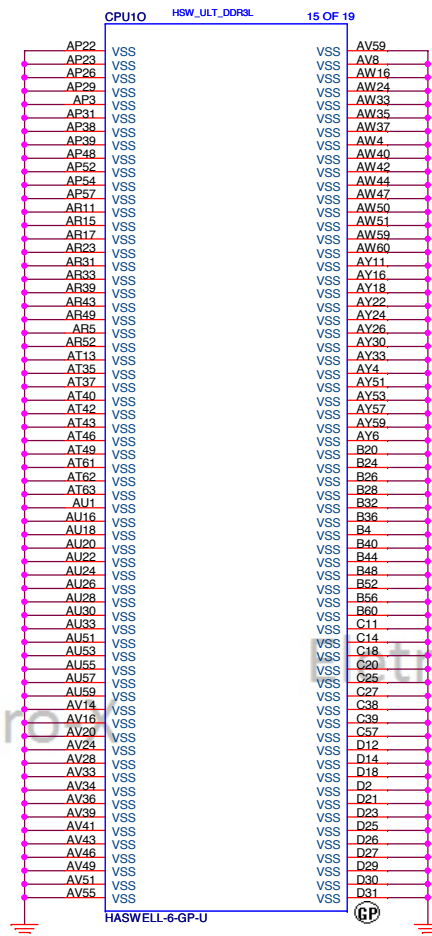 CPU1O HSW_ULT_DDR3L 15 OF 19
AP22 VSS VSS AV59
AP23 VSS VSS AV8
AP26 VSS VSS AW16
AP29 VSS VSS AW24
AP3 VSS VSS AW33
AP31 VSS VSS AW35
AP38 VSS VSS AW37
AP39 VSS VSS AW4
AP48 VSS VSS AW40
AP52 VSS VSS AW42
AP54 VSS VSS AW44
AP57 VSS VSS AW47
AR11 VSS VSS AW50
AR15 VSS VSS AW51
AR17 VSS VSS AW59
AR23 VSS VSS AW60
AR31 VSS VSS AY11
AR33 VSS VSS AY16
AR39 VSS VSS AY18
AR43 VSS VSS AY22
AR49 VSS VSS AY24
AR5 VSS VSS AY26
AR52 VSS VSS AY30
AT13 VSS VSS AY33
AT35 VSS VSS AY4
AT37 VSS VSS AY51
AT40 VSS VSS AY53
AT42 VSS VSS AY57
AT43 VSS VSS AY59
AT46 VSS VSS AY6
AT49 VSS VSS B20
AT61 VSS VSS B24
AT62 VSS VSS B26
AT63 VSS VSS B28
AU1 VSS VSS B32
AU16 VSS VSS B36
AU18 VSS VSS B4
AU20 VSS VSS B40
AU22 VSS VSS B44
AU24 VSS VSS B48
AU26 VSS VSS B52
AU28 VSS VSS B56
AU30 VSS VSS B60
AU33 VSS VSS C11
AU51 VSS VSS C14
AU53 VSS VSS C18
AU55 VSS VSS C20
AU57 VSS VSS C25
AU59 VSS VSS C27
AV14 VSS VSS C38
AV16 VSS VSS C39
AV20 VSS VSS C57
AV24 VSS VSS D12
AV28 VSS VSS D14
AV33 VSS VSS D18
AV34 VSS VSS D2
AV36 VSS VSS D21
AV39 VSS VSS D23
AV41 VSS VSS D25
AV43 VSS VSS D26
AV46 VSS VSS D27
AV49 VSS VSS D29
AV51 VSS VSS D30
AV55 VSS VSS D31
HASWELL-6-GP-U GP
Eletr
ro-X